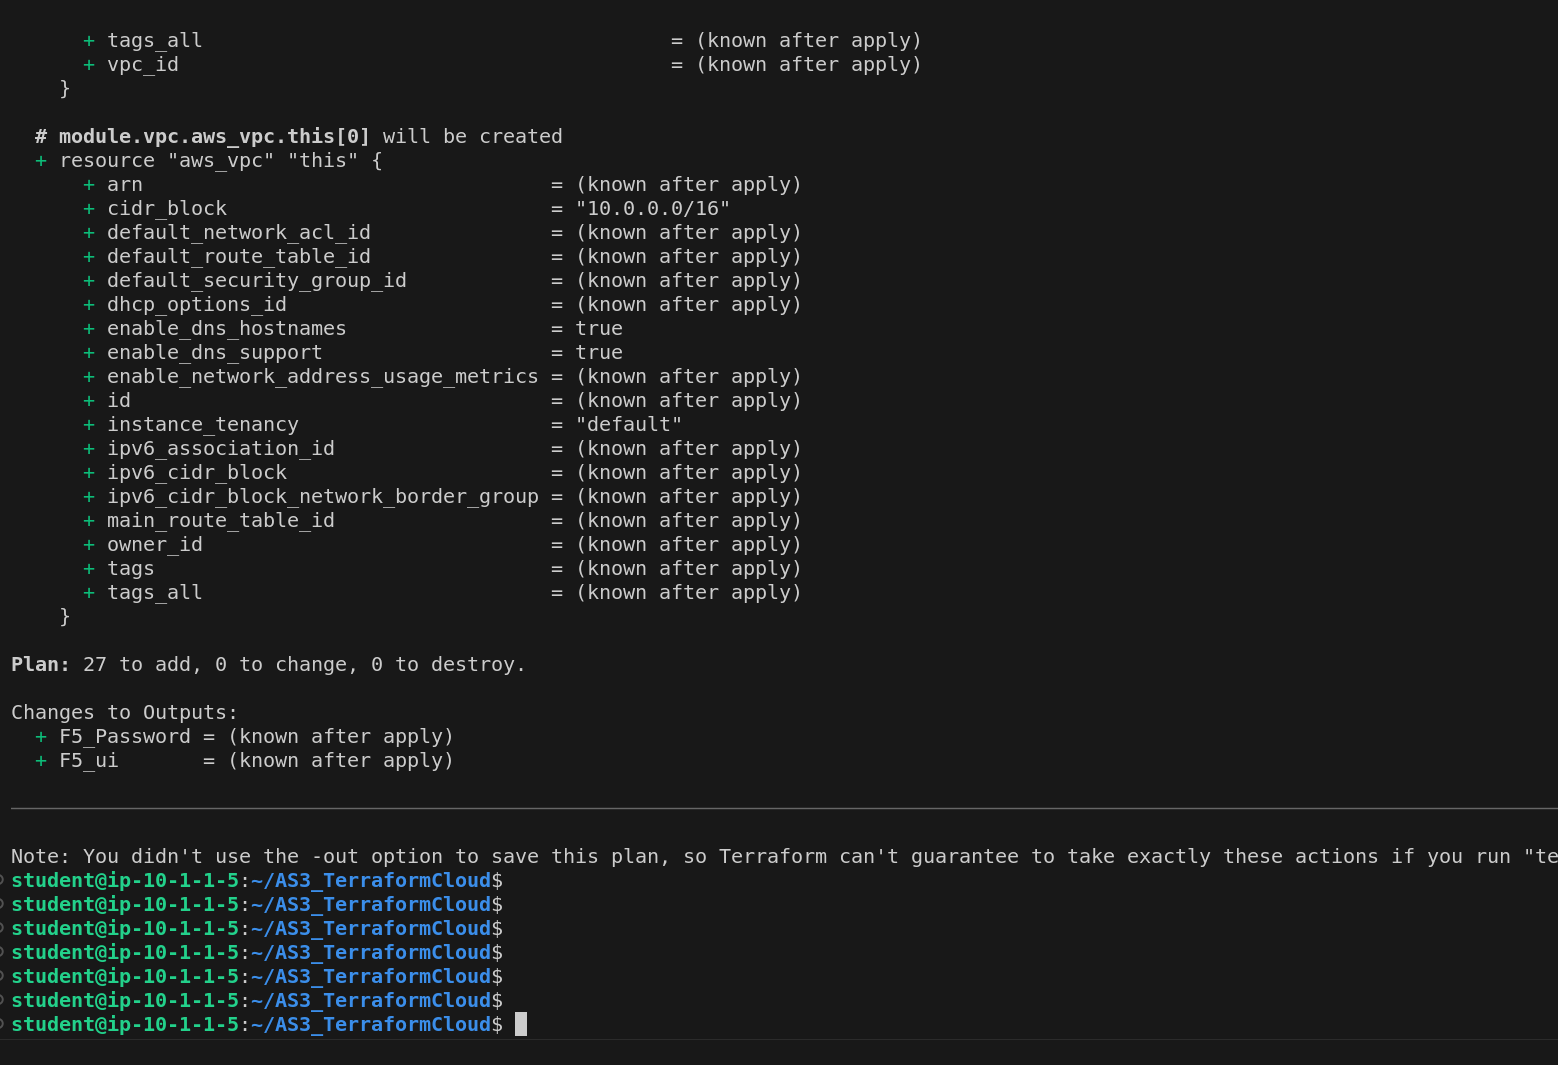 + tags_all                                       = (known after apply)
      + vpc_id                                         = (known after apply)
    }

  # module.vpc.aws_vpc.this[0] will be created
  + resource "aws_vpc" "this" {
      + arn                                  = (known after apply)
      + cidr_block                           = "10.0.0.0/16"
      + default_network_acl_id               = (known after apply)
      + default_route_table_id               = (known after apply)
      + default_security_group_id            = (known after apply)
      + dhcp_options_id                      = (known after apply)
      + enable_dns_hostnames                 = true
      + enable_dns_support                   = true
      + enable_network_address_usage_metrics = (known after apply)
      + id                                   = (known after apply)
      + instance_tenancy                     = "default"
      + ipv6_association_id                  = (known after apply)
      + ipv6_cidr_block                      = (known after apply)
      + ipv6_cidr_block_network_border_group = (known after apply)
      + main_route_table_id                  = (known after apply)
      + owner_id                             = (known after apply)
      + tags                                 = (known after apply)
      + tags_all                             = (known after apply)
    }

Plan: 27 to add, 0 to change, 0 to destroy.

Changes to Outputs:
  + F5_Password = (known after apply)
  + F5_ui       = (known after apply)

Note: You didn't use the -out option to save this plan, so Terraform can't guarantee to take exactly these actions if you run "te
student@ip-10-1-1-5:~/AS3_TerraformCloud$
student@ip-10-1-1-5:~/AS3_TerraformCloud$
student@ip-10-1-1-5:~/AS3_TerraformCloud$
student@ip-10-1-1-5:~/AS3_TerraformCloud$
student@ip-10-1-1-5:~/AS3_TerraformCloud$
student@ip-10-1-1-5:~/AS3_TerraformCloud$
student@ip-10-1-1-5:~/AS3_TerraformCloud$